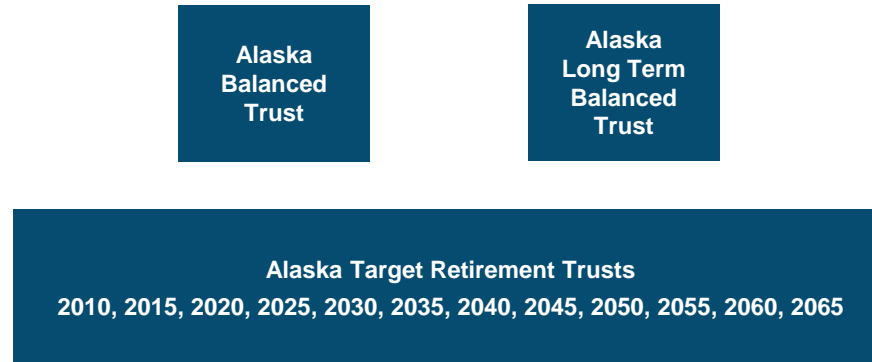 Alaska
Balanced
Trust
Alaska
Long Term
Balanced
Trust
Alaska Target Retirement Trusts
2010, 2015, 2020, 2025, 2030, 2035, 2040, 2045, 2050, 2055, 2060, 2065